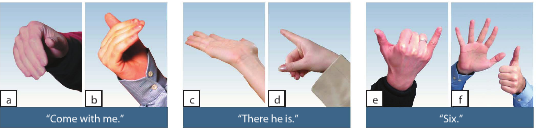 a
b
c
d
e
f
“Come with me.”
“There he is.”
“Six.”